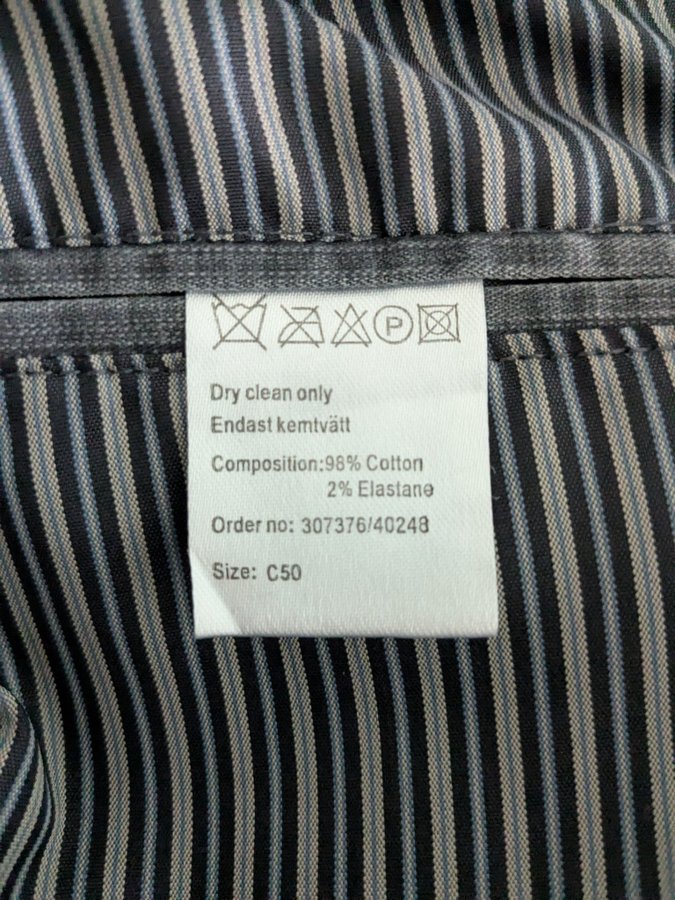 P
Dry clean only
Endast kemtvätt
Composition:98% Cotton
2% Elastane
Order no: 307376/40248
Size: C50